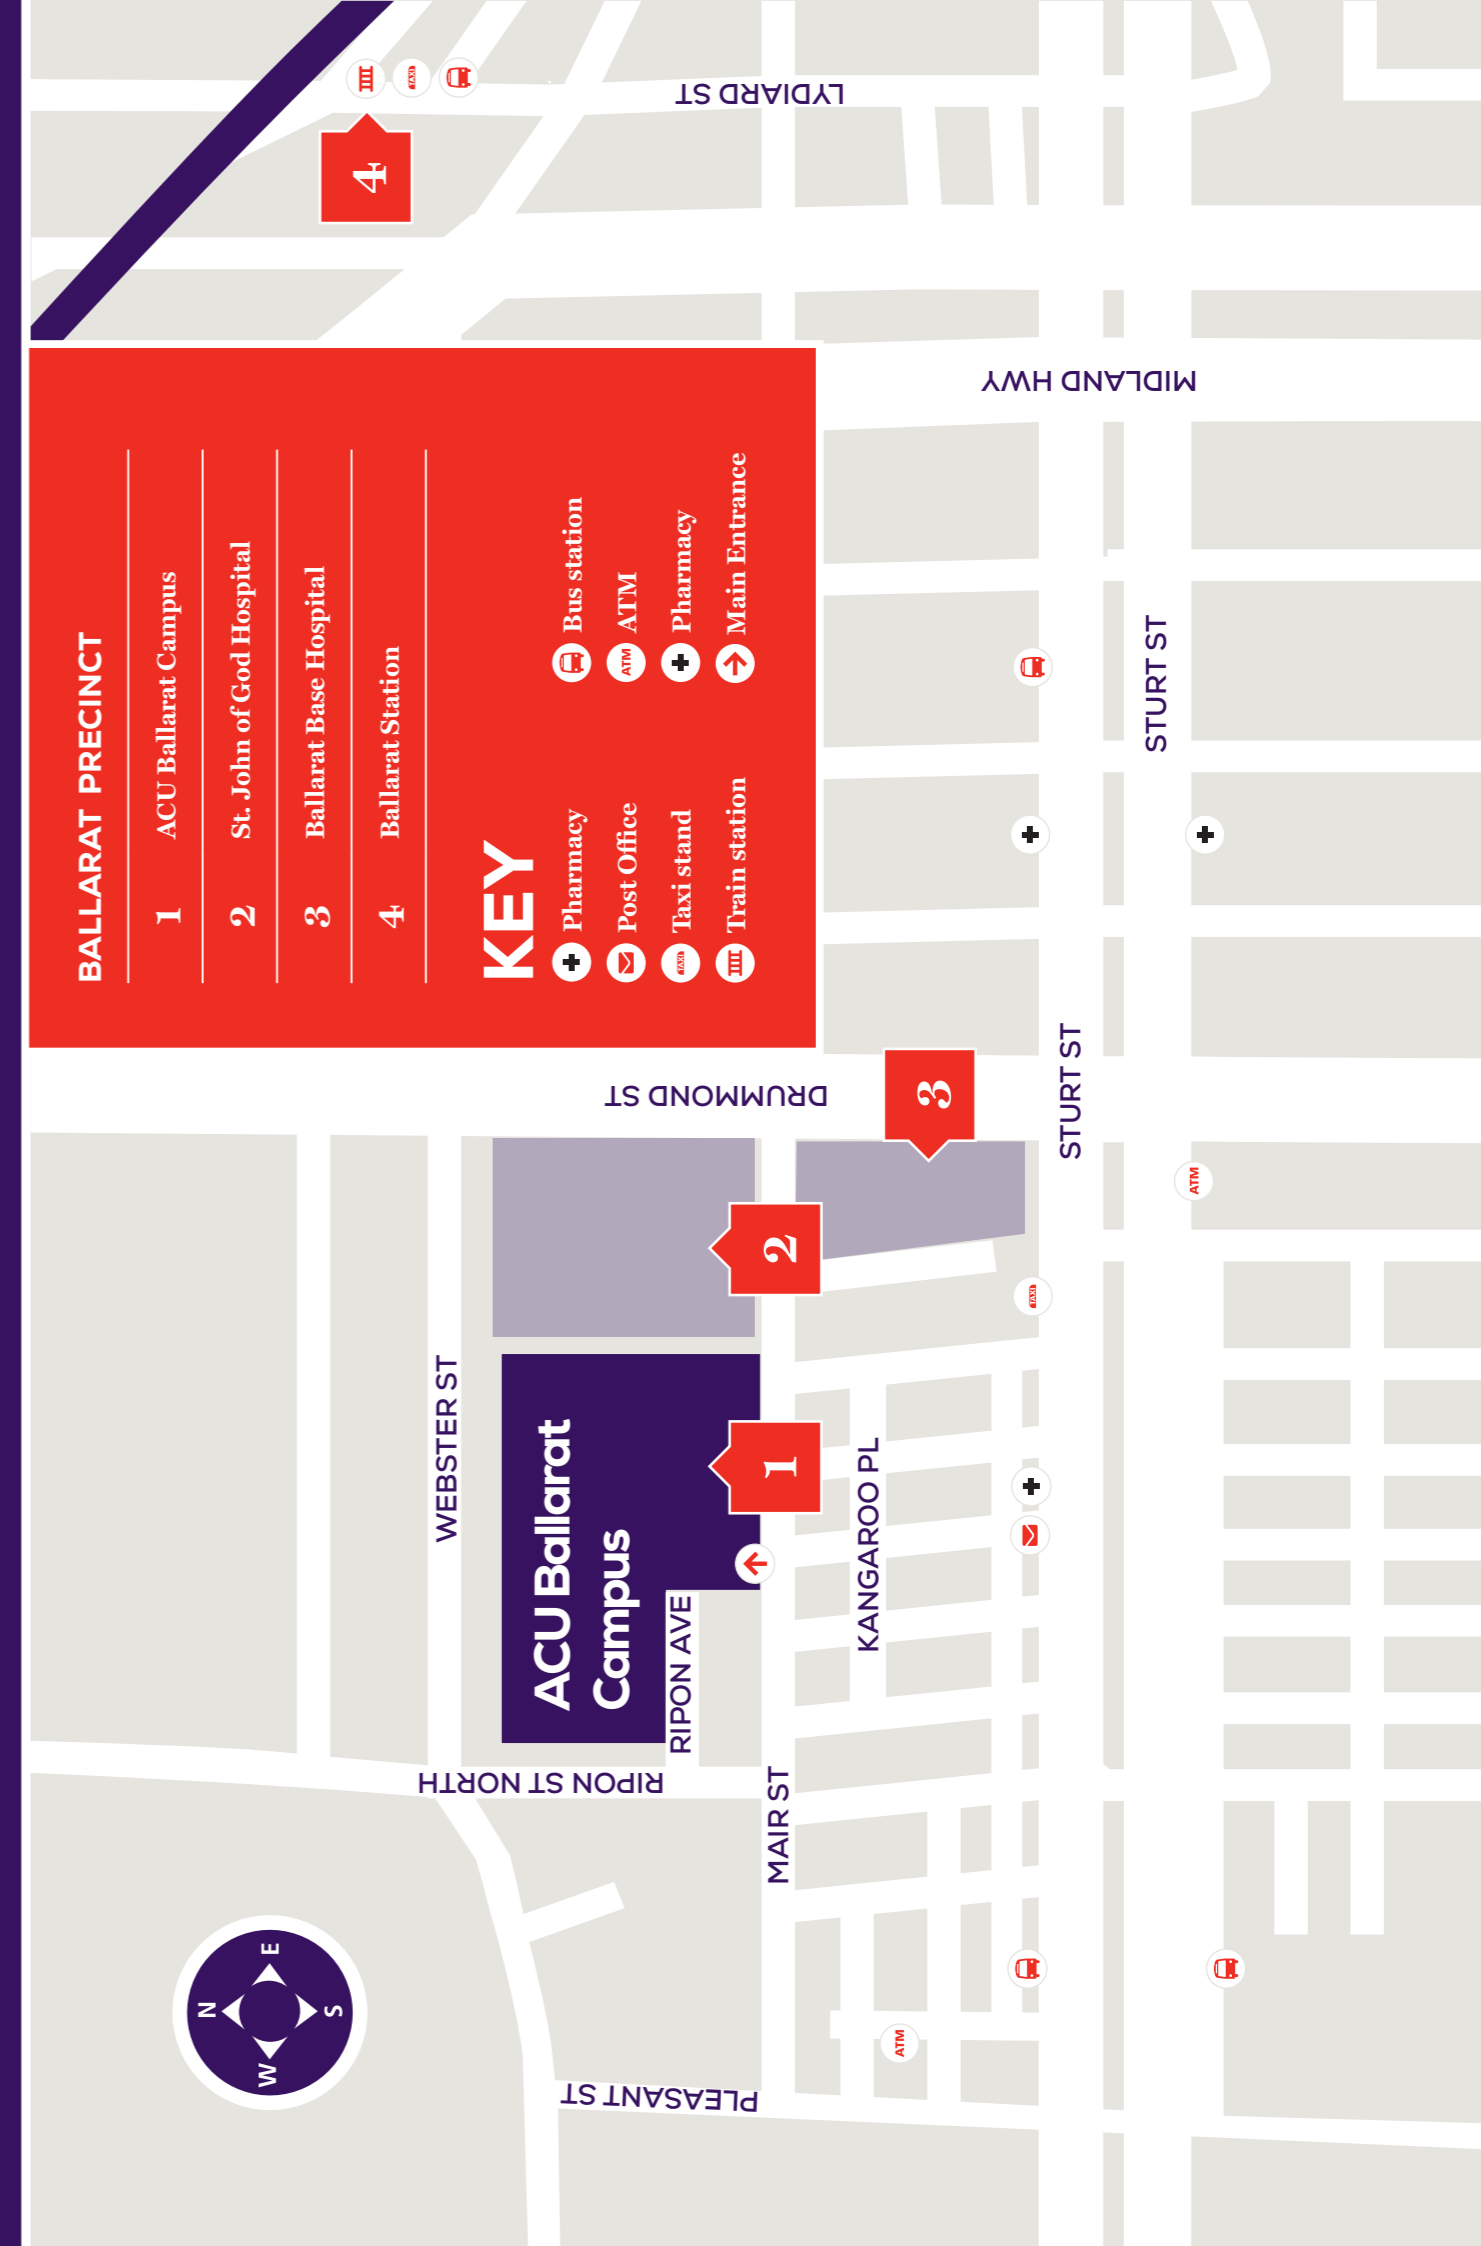 BALLARAT PRECINCT
1 ACU Ballarat Campus
2 St. John of God Hospital
3 Ballarat Base Hospital
4 Ballarat Station
KEY
Pharmacy
Post Office
TAXI Taxi stand
Train station
Bus station
ATM ATM
Pharmacy
Main Entrance
N
W
E
S
WEBSTER ST
RIPON ST NORTH
ACU Ballarat
Campus
RIPON AVE
PLEASANT ST
MAIR ST
1
2
3
4
DRUMMOND ST
KANGAROO PL
LYDIARD ST
MIDLAND HWY
STURT ST
STURT ST
TAXI
TAXI
ATM
ATM